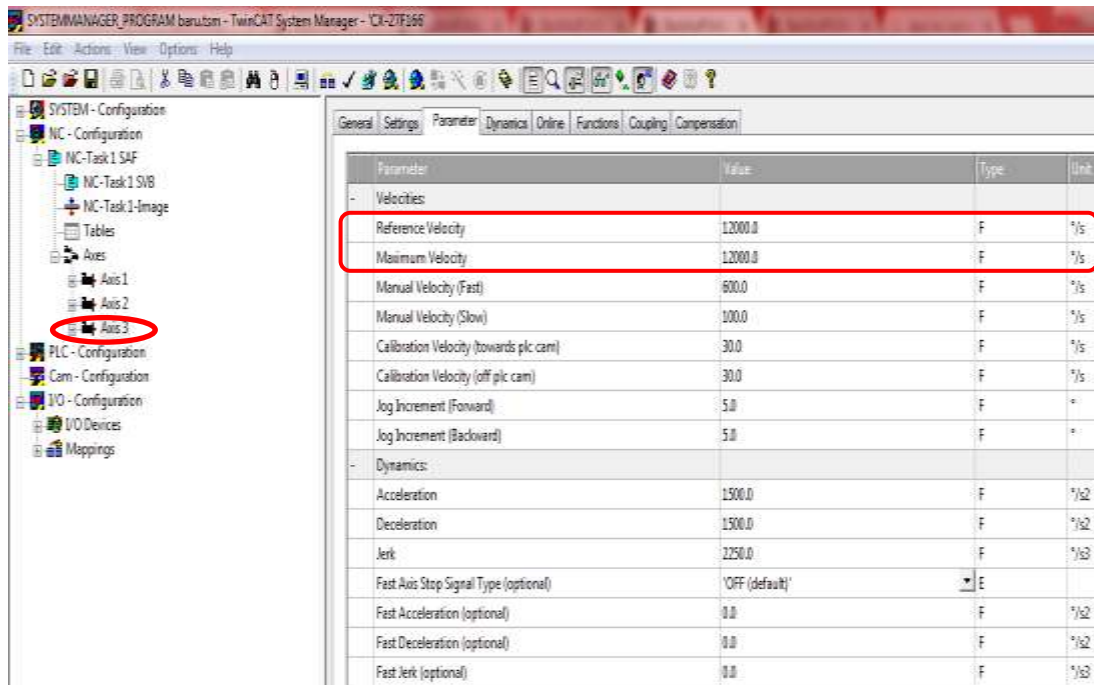 SYSTEMMANAGER_PROGRAM baru.tsm - TwinCAT System Manager - 'CX-27F166'
File Edit Actions View Options Help
SYSTEM - Configuration
NC - Configuration
NC-Task 1 SAF
NC-Task 1 SVB
NC-Task 1-Image
Tables
Axes
Axis 1
Axis 2
Axis 3
PLC - Configuration
Cam - Configuration
I/O - Configuration
I/O Devices
Mappings
General Settings Parameter Dynamics Online Functions Coupling Compensation
Parameter Value Type Unit
- Velocities:
Reference Velocity 12000.0 F °/s
Maximum Velocity 12000.0 F °/s
Manual Velocity (Fast) 600.0 F °/s
Manual Velocity (Slow) 100.0 F °/s
Calibration Velocity (towards plc cam) 30.0 F °/s
Calibration Velocity (off plc cam) 30.0 F °/s
Jog Increment (Forward) 5.0 F °
Jog Increment (Backward) 5.0 F °
- Dynamics:
Acceleration 1500.0 F °/s2
Deceleration 1500.0 F °/s2
Jerk 2250.0 F °/s3
Fast Axis Stop Signal Type (optional) 'OFF (default)' E
Fast Acceleration (optional) 0.0 F °/s2
Fast Deceleration (optional) 0.0 F °/s2
Fast Jerk (optional) 0.0 F °/s3